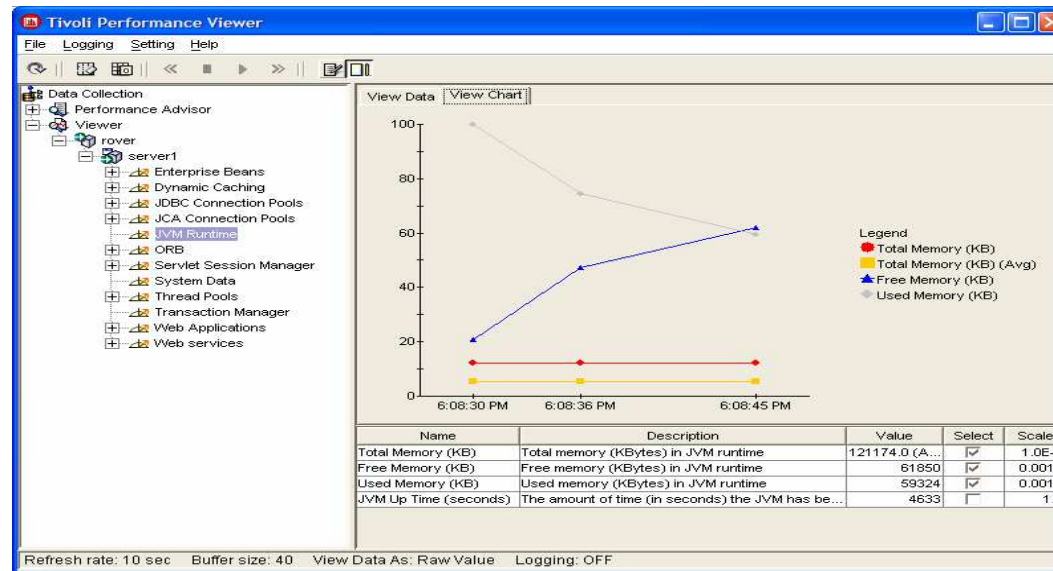 Tivoli Performance Viewer
File Logging Setting Help
Data Collection
Performance Advisor
Viewer
rover
server1
Enterprise Beans
Dynamic Caching
JDBC Connection Pools
JCA Connection Pools
JVM Runtime
ORB
Servlet Session Manager
System Data
Thread Pools
Transaction Manager
Web Applications
Web services
View Data View Chart
100
80
60
40
20
0
6:08:30 PM 6:08:36 PM 6:08:45 PM
Legend
Total Memory (KB)
Total Memory (KB) (Avg)
Free Memory (KB)
Used Memory (KB)
Name Description Value Select Scale
Total Memory (KB) Total memory (KBytes) in JVM runtime 121174.0 (A... 1.0E-
Free Memory (KB) Free memory (KBytes) in JVM runtime 61850 0.001
Used Memory (KB) Used memory (KBytes) in JVM runtime 59324 0.001
JVM Up Time (seconds) The amount of time (in seconds) the JVM has be... 4633 1
Refresh rate: 10 sec Buffer size: 40 View Data As: Raw Value Logging: OFF